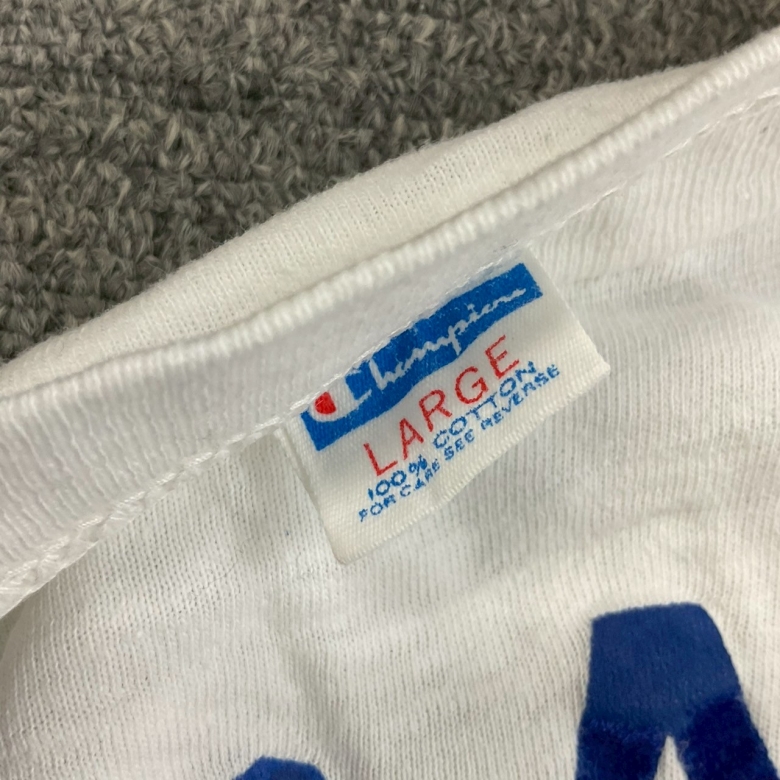 Champion
LARGE
100% COTTON
FOR CARE SEE REVERSE